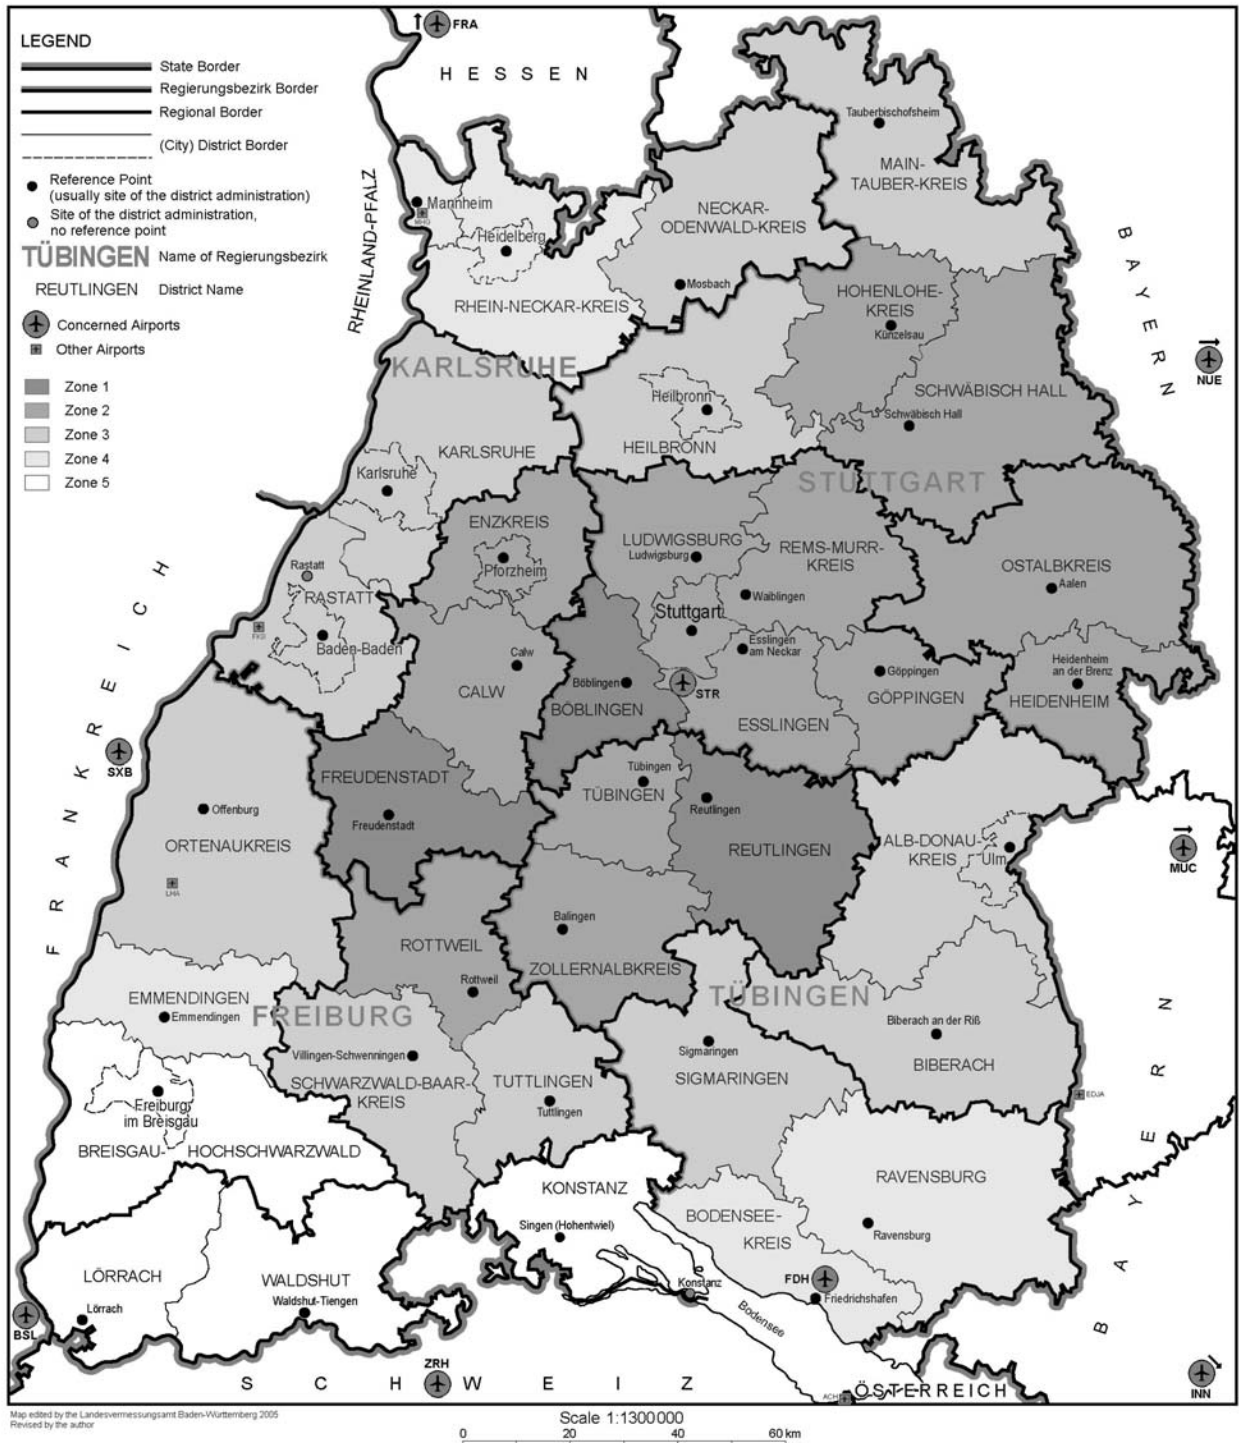 LEGEND
State Border
Regierungsbezirk Border
Regional Border
(City) District Border
Reference Point
(usually site of the district administration)
Site of the district administration,
no reference point
TÜBINGEN Name of Regierungsbezirk
REUTLINGEN District Name
Concerned Airports
Other Airports
Zone 1
Zone 2
Zone 3
Zone 4
Zone 5
FRA
HESSEN
RHEINLAND-PFALZ
BAYERN
NUE
Tauberbischofsheim
MAIN-
TAUBER-KREIS
Mannheim
Heidelberg
NECKAR-
ODENWALD-KREIS
Mosbach
RHEIN-NECKAR-KREIS
HOHENLOHE-
KREIS
Künzelsau
KARLSRUHE
SCHWÄBISCH HALL
Schwäbisch Hall
Heilbronn
HEILBRONN
KARLSRUHE
Karlsruhe
STUTTGART
ENZKREIS
Pforzheim
LUDWIGSBURG
Ludwigsburg
REMS-MURR-
KREIS
Waiblingen
OSTALBKREIS
Aalen
Rastatt
RASTATT
FKB
Baden-Baden
Stuttgart
Esslingen
am Neckar
Calw
CALW
Böblingen
BÖBLINGEN
STR
ESSLINGEN
Göppingen
GÖPPINGEN
Heidenheim
an der Brenz
HEIDENHEIM
FRANKREICH
SXB
FREUDENSTADT
Freudenstadt
Tübingen
TÜBINGEN
Reutlingen
REUTLINGEN
Offenburg
ORTENAUKREIS
LHA
ALB-DONAU-
KREIS
Ulm
MUC
Balingen
ROTTWEIL
Rottweil
ZOLLERNALBKREIS
TÜBINGEN
EMMENDINGEN
Emmendingen
FREIBURG
Villingen-Schwenningen
SCHWARZWALD-BAAR-
KREIS
TUTTLINGEN
Tuttlingen
Sigmaringen
SIGMARINGEN
Biberach an der Riß
BIBERACH
EDJA
BAYERN
Freiburg
im Breisgau
BREISGAU- HOCHSCHWARZWALD
KONSTANZ
Singen (Hohentwiel)
RAVENSBURG
Ravensburg
BODENSEE-
KREIS
FDH
Friedrichshafen
Konstanz
Bodensee
LÖRRACH
Lörrach
WALDSHUT
Waldshut-Tiengen
BSL
ZRH
SCHWEIZ
ACH
ÖSTERREICH
INN
Map edited by the Landesvermessungsamt Baden-Württemberg 2005
Revised by the author
Scale 1:1300000
0 20 40 60 km